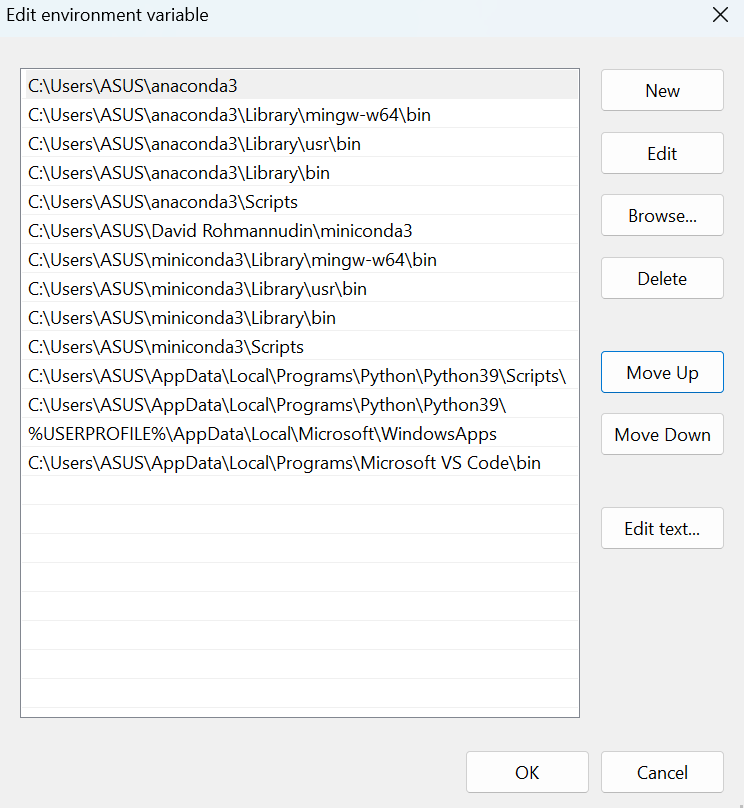 Edit environment variable
C:\Users\ASUS\anaconda3
C:\Users\ASUS\anaconda3\Library\mingw-w64\bin
C:\Users\ASUS\anaconda3\Library\usr\bin
C:\Users\ASUS\anaconda3\Library\bin
C:\Users\ASUS\anaconda3\Scripts
C:\Users\ASUS\David Rohmannudin\miniconda3
C:\Users\ASUS\miniconda3\Library\mingw-w64\bin
C:\Users\ASUS\miniconda3\Library\usr\bin
C:\Users\ASUS\miniconda3\Library\bin
C:\Users\ASUS\miniconda3\Scripts
C:\Users\ASUS\AppData\Local\Programs\Python\Python39\Scripts\
C:\Users\ASUS\AppData\Local\Programs\Python\Python39\
%USERPROFILE%\AppData\Local\Microsoft\WindowsApps
C:\Users\ASUS\AppData\Local\Programs\Microsoft VS Code\bin
New
Edit
Browse...
Delete
Move Up
Move Down
Edit text...
OK
Cancel